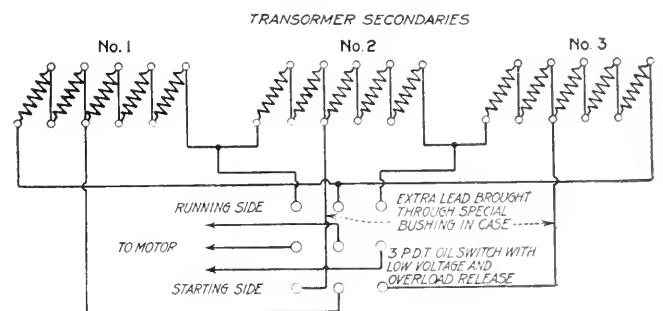 TRANSORMER SECONDARIES
No. 1
No. 2
No. 3
RUNNING SIDE
EXTRA LEAD BROUGHT
THROUGH SPECIAL
BUSHING IN CASE
TO MOTOR
3 P.D.T OIL SWITCH WITH
LOW VOLTAGE AND
OVERLOAD RELEASE
STARTING SIDE